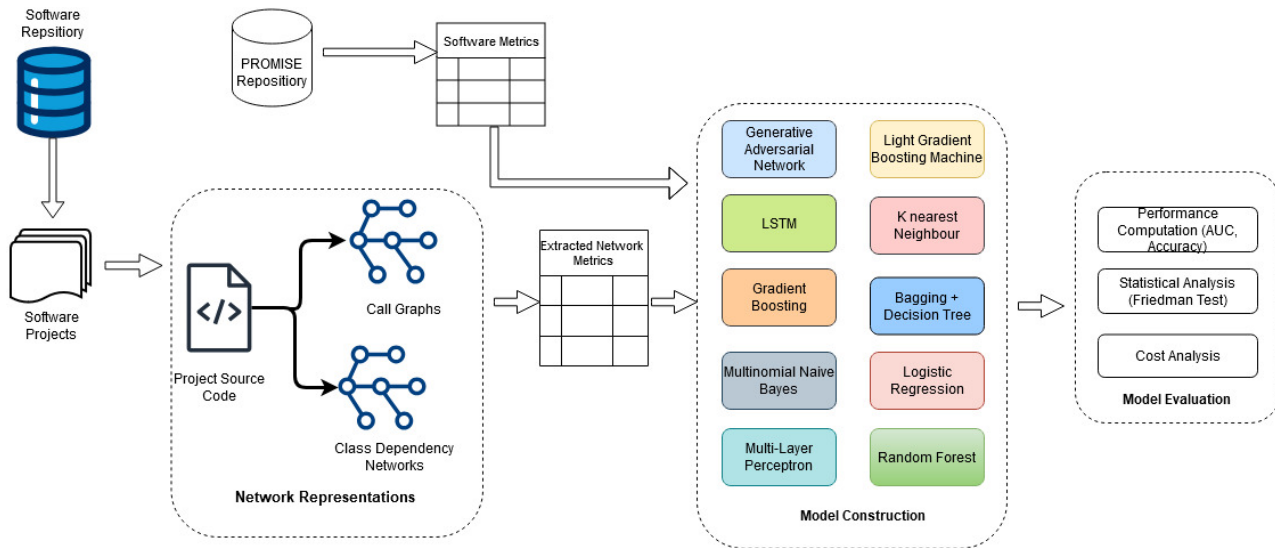 Software
Repsitiory
PROMISE
Repositiory
Software Metrics
Software
Projects
Project Source
Code
Call Graphs
Class Dependency
Networks
Network Representations
Extracted Network
Metrics
Generative
Adversarial
Network
Light Gradient
Boosting Machine
LSTM
K nearest
Neighbour
Gradient
Boosting
Bagging +
Decision Tree
Multinomial Naive
Bayes
Logistic
Regression
Multi-Layer
Perceptron
Random Forest
Model Construction
Performance
Computation (AUC,
Accuracy)
Statistical Analysis
(Friedman Test)
Cost Analysis
Model Evaluation